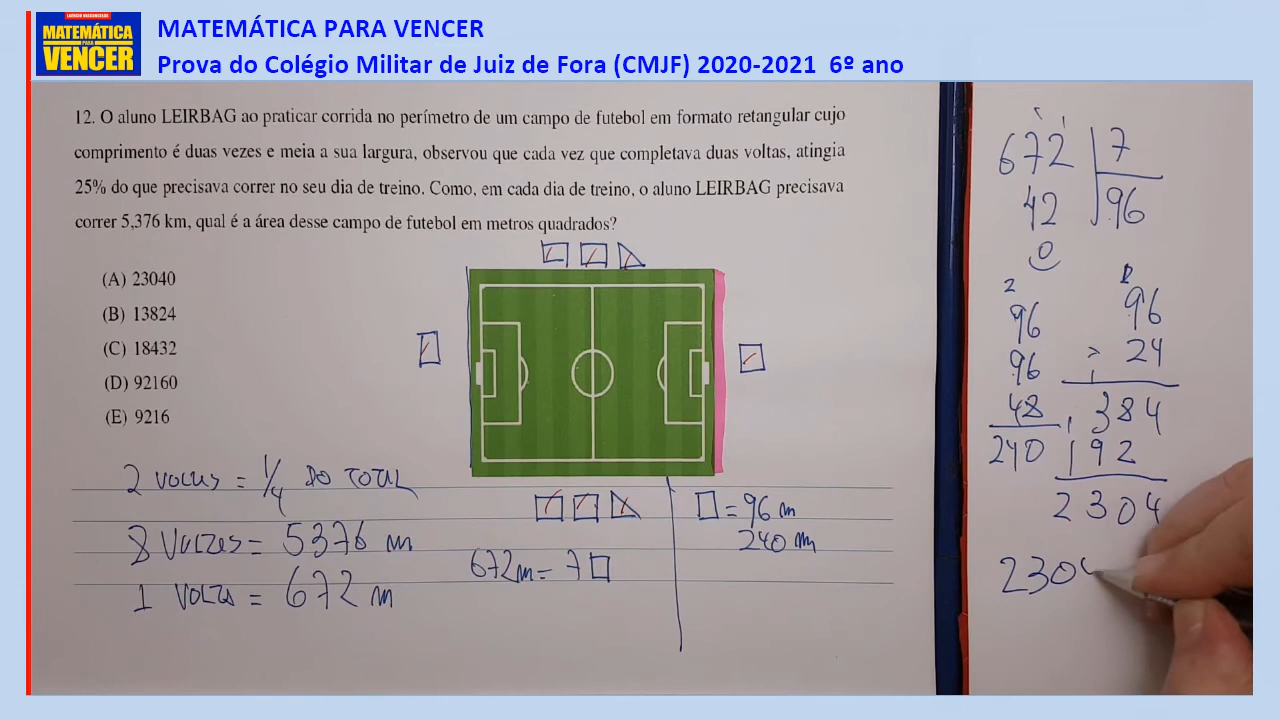 LAÉRCIO VASCONCELOS
MATEMÁTICA
PARA
VENCER
MATEMÁTICA PARA VENCER
Prova do Colégio Militar de Juiz de Fora (CMJF) 2020-2021 6º ano
12. O aluno LEIRBAG ao praticar corrida no perímetro de um campo de futebol em formato retangular cujo
comprimento é duas vezes e meia a sua largura, observou que cada vez que completava duas voltas, atingia
25% do que precisava correr no seu dia de treino. Como, em cada dia de treino, o aluno LEIRBAG precisava
correr 5,376 km, qual é a área desse campo de futebol em metros quadrados?
(A) 23040
(B) 13824
(C) 18432
(D) 92160
(E) 9216
2 VOLTAS = 1/4 DO TOTAL
8 VOLTAS = 5376 m
1 VOLTA = 672 m
672m = 7 □
□ = 96 m
240 m
672 7
42 96
0
2
96
96
48
240
96
24
384
192
2304
2304